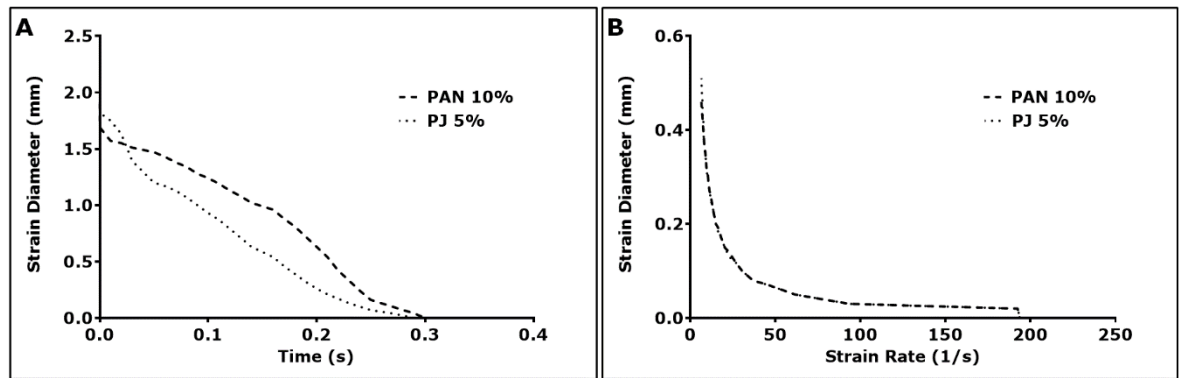 A
Strain Diameter (mm)
2.5
2.0
1.5
1.0
0.5
0.0
0.0 0.1 0.2 0.3 0.4
Time (s)
PAN 10%
PJ 5%
B
Strain Diameter (mm)
0.6
0.4
0.2
0.0
0 50 100 150 200 250
Strain Rate (1/s)
PAN 10%
PJ 5%